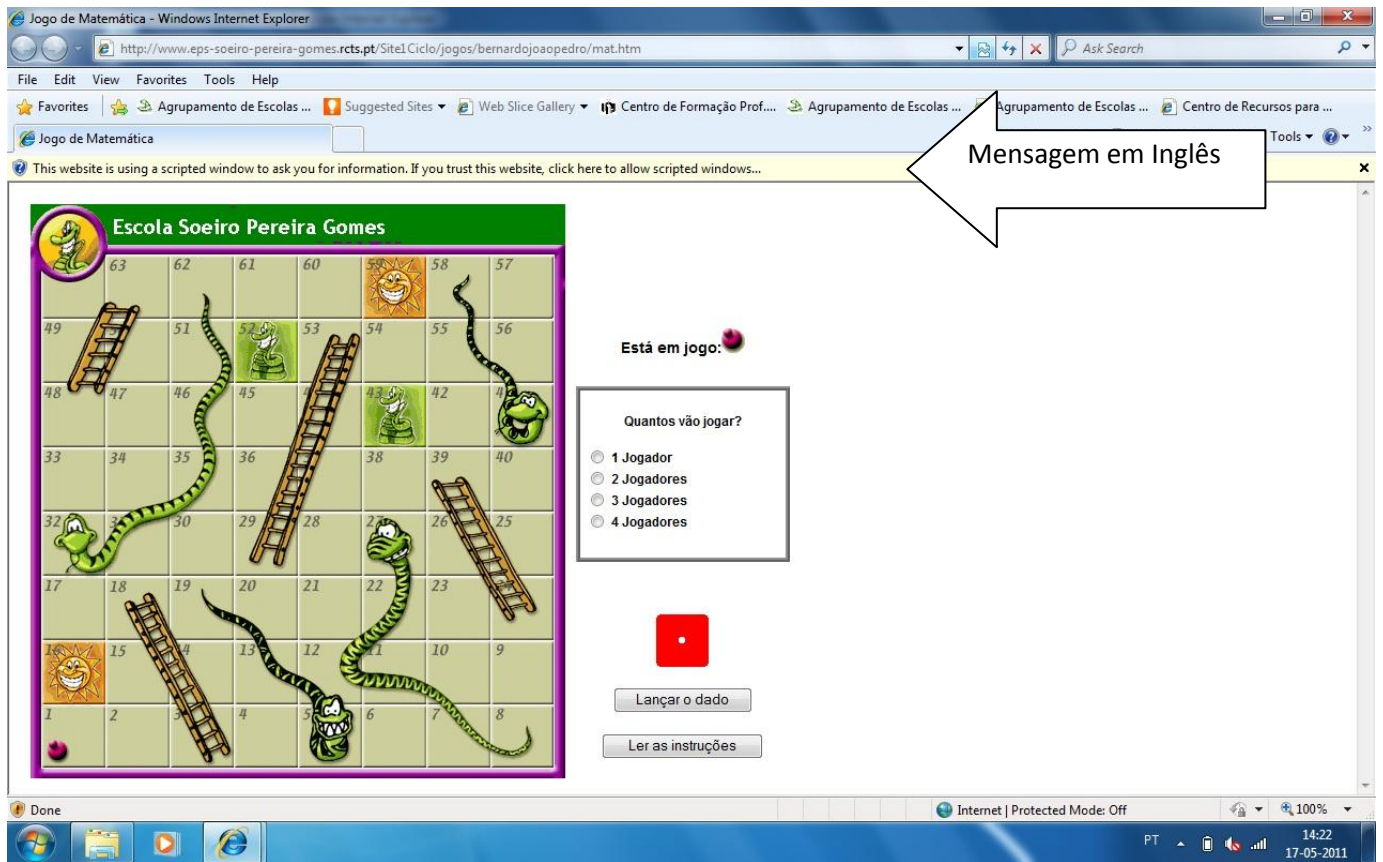 Jogo de Matemática - Windows Internet Explorer
http://www.eps-soeiro-pereira-gomes.rcts.pt/Site1Ciclo/jogos/bernardojoaopedro/mat.htm
Ask Search
File Edit View Favorites Tools Help
Favorites Agrupamento de Escolas ... Suggested Sites Web Slice Gallery Centro de Formação Prof.... Agrupamento de Escolas ... Agrupamento de Escolas ... Centro de Recursos para ...
Jogo de Matemática
Tools
Mensagem em Inglês
This website is using a scripted window to ask you for information. If you trust this website, click here to allow scripted windows...
Escola Soeiro Pereira Gomes
63 62 61 60 59 58 57
49 51 52 53 54 55 56
48 47 46 45 43 42
33 34 35 36 38 39 40
32 30 29 28 27 26 25
17 18 19 20 21 22 23
15 14 13 12 11 10 9
1 2 3 4 5 6 7 8
Está em jogo:
Quantos vão jogar?
1 Jogador
2 Jogadores
3 Jogadores
4 Jogadores
Lançar o dado
Ler as instruções
Done
Internet | Protected Mode: Off
100%
PT
14:22
17-05-2011